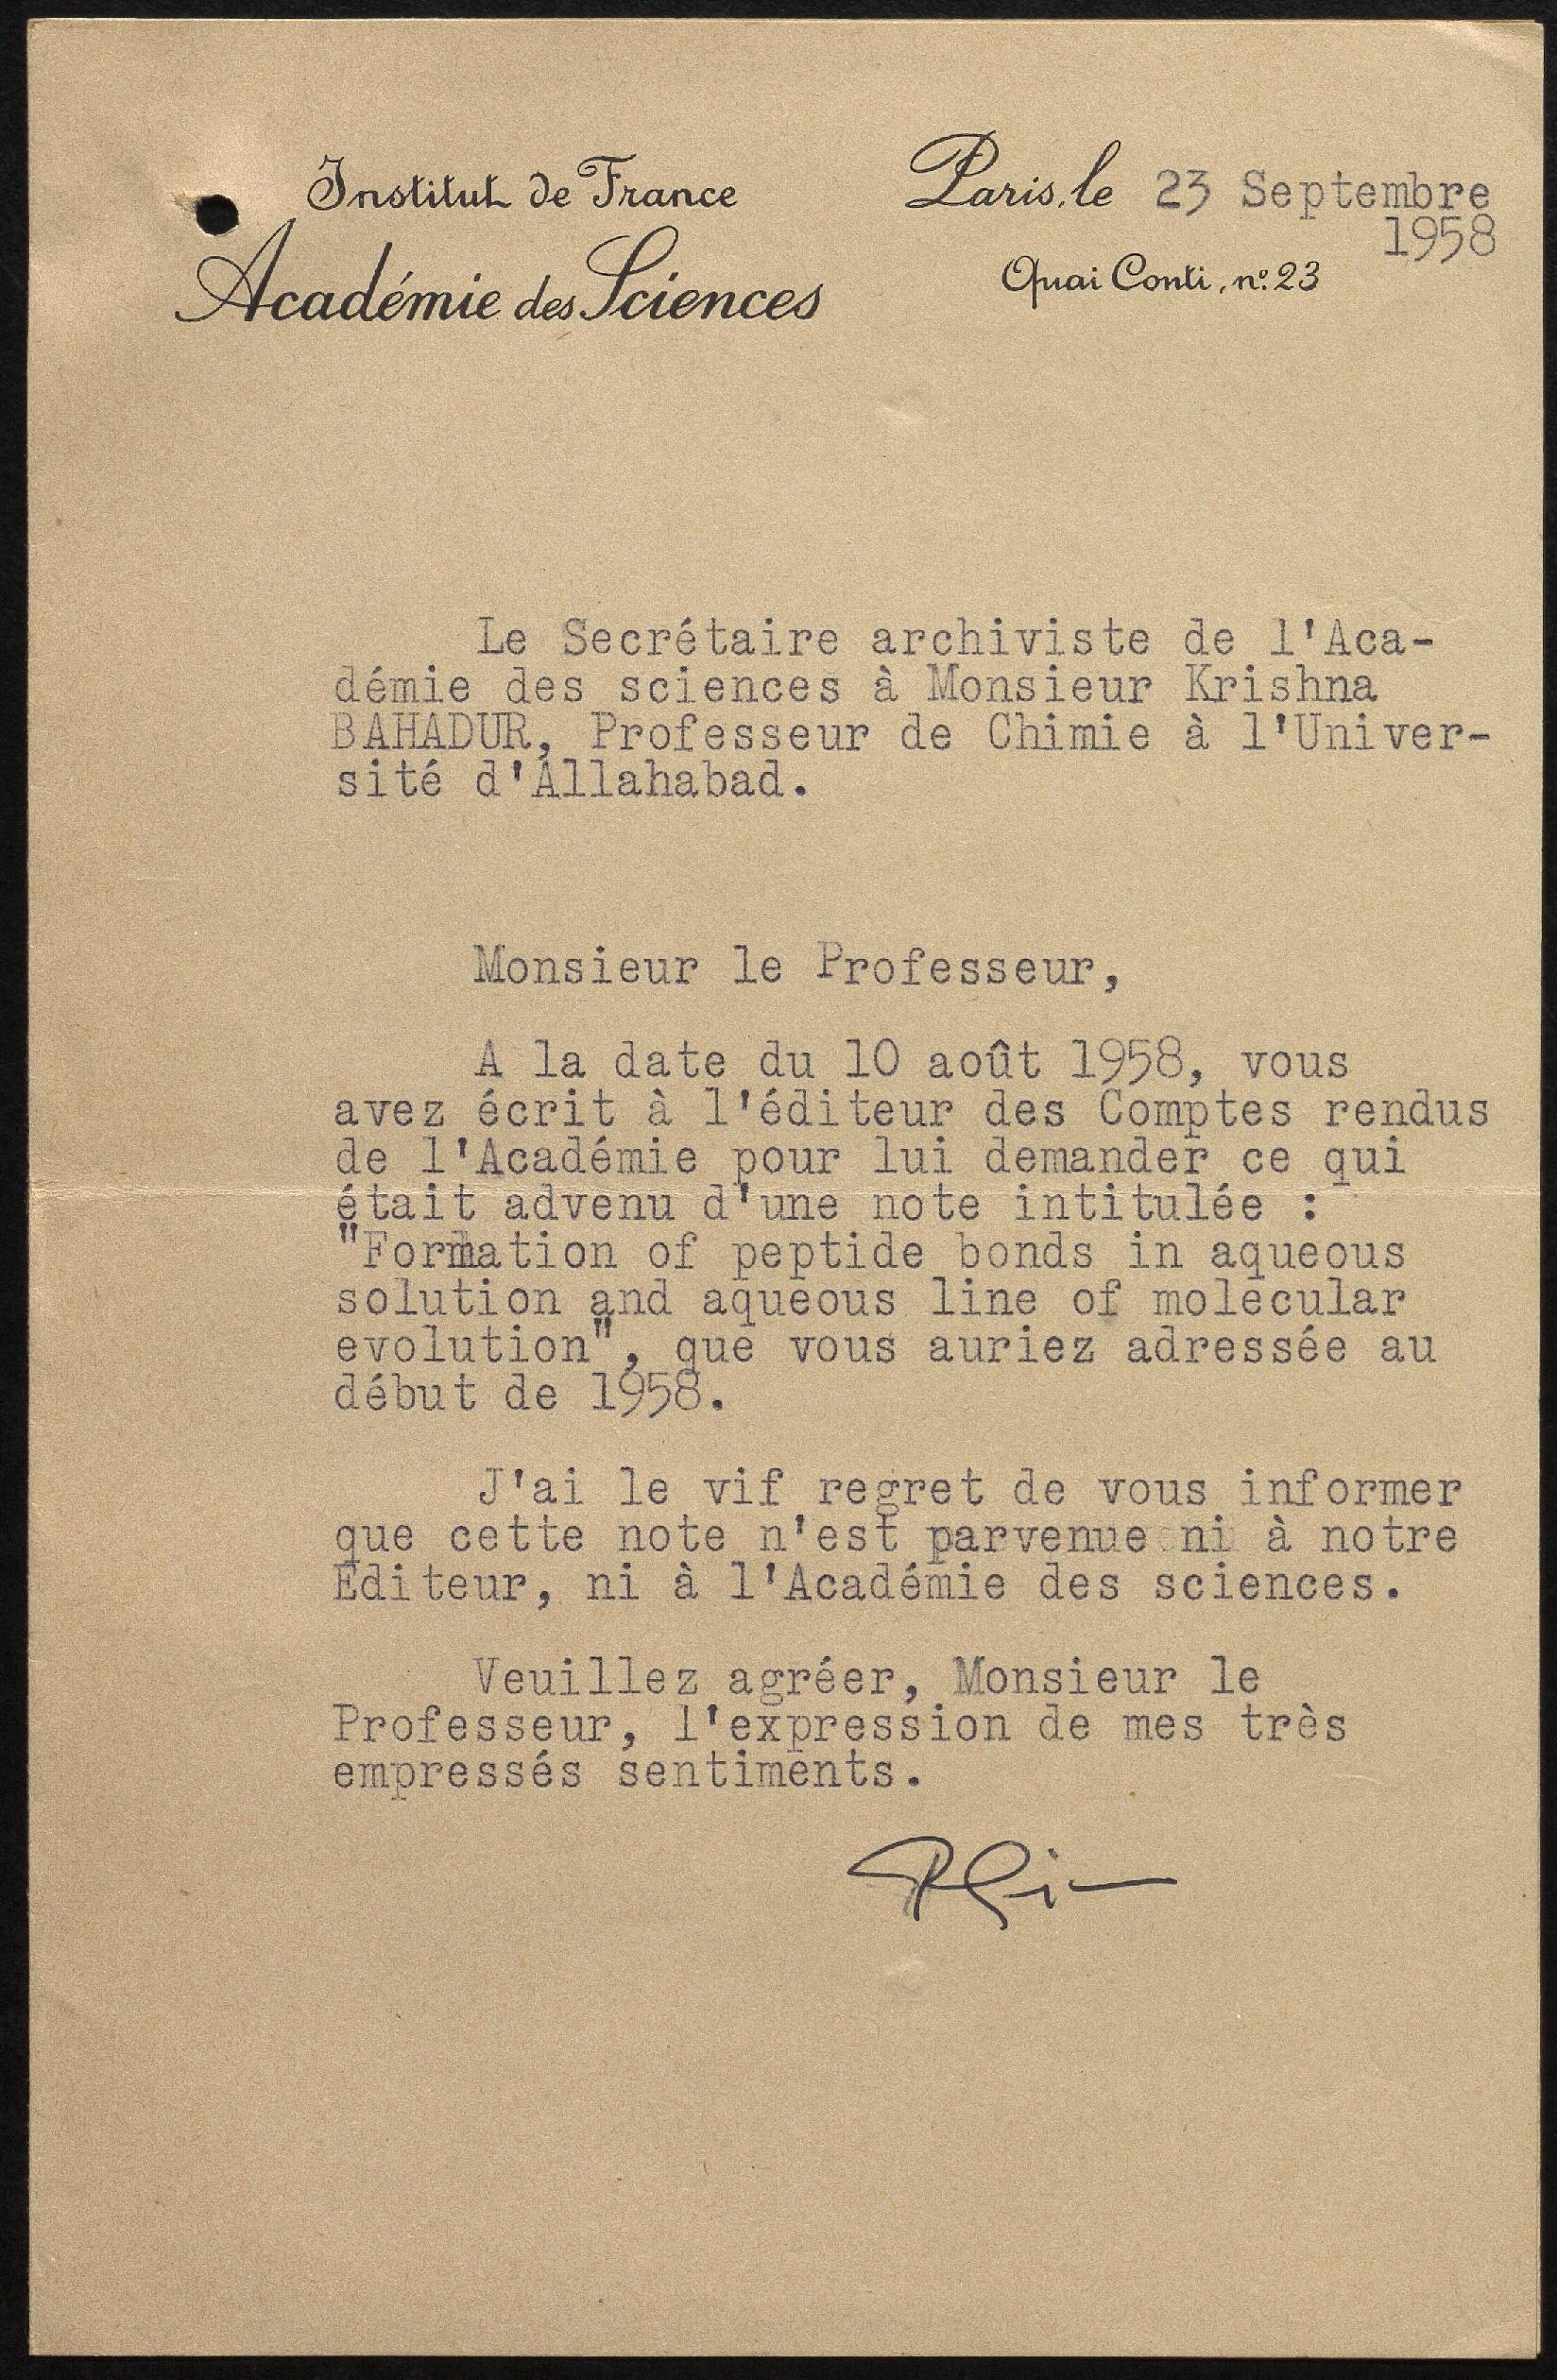 Institut de France
Académie des Sciences
Paris, le 23 Septembre
1958
Quai Conti, nº 23
Le Secrétaire archiviste de l'Aca-
démie des sciences à Monsieur Krishna
BAHADUR, Professeur de Chimie à l'Univer-
sité d'Allahabad.
Monsieur le Professeur,
A la date du 10 août 1958, vous
avez écrit à l'éditeur des Comptes rendus
de l'Académie pour lui demander ce qui
était advenu d'une note intitulée :
"Formation of peptide bonds in aqueous
solution and aqueous line of molecular
evolution", que vous auriez adressée au
début de 1958.
J'ai le vif regret de vous informer
que cette note n'est parvenue ni à notre
Editeur, ni à l'Académie des sciences.
Veuillez agréer, Monsieur le
Professeur, l'expression de mes très
empressés sentiments.